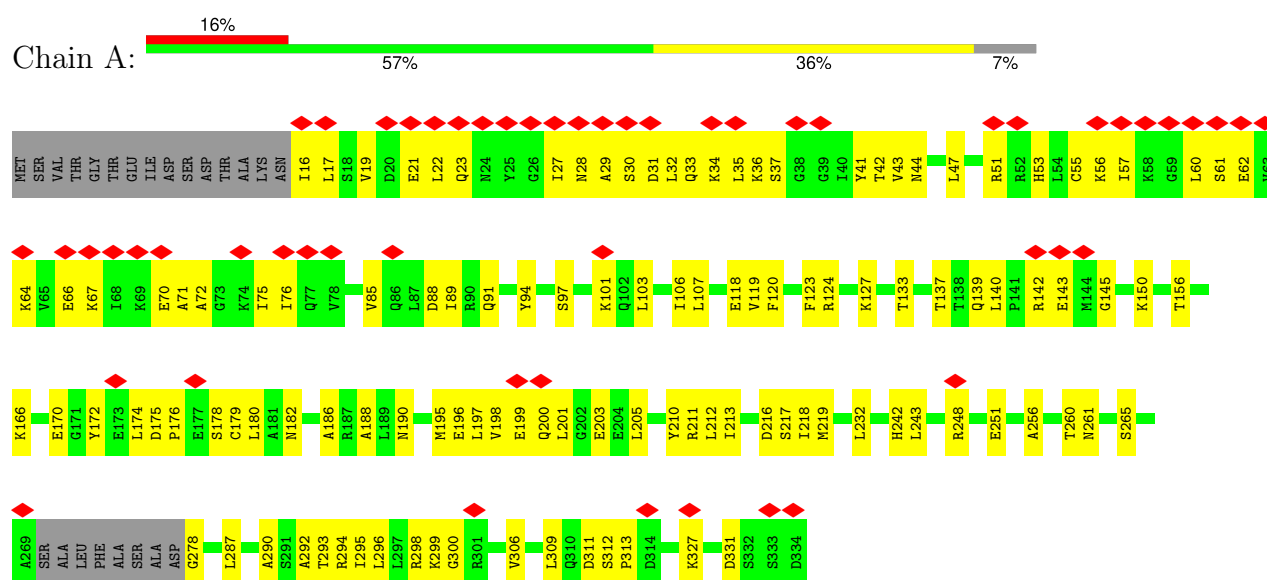 16%
Chain A:
57% 36% 7%
MET SER VAL THR GLY THR GLU ILE ASP SER ASP THR ALA LYS ASN I16 L17 S18 V19 D20 E21 L22 Q23 N24 Y25 G26 I27 N28 A29 S30 D31 L32 Q33 K34 L35 K36 S37 G38 G39 I40 Y41 T42 V43 N44 L47 R51 R52 H53 L54 C55 K56 I57 K58 G59 L60 S61 E62
K64 V65 E66 K67 I68 K69 E70 A71 A72 G73 K74 I75 I76 Q77 V78 V85 Q86 L87 D88 I89 R90 Q91 Y94 S97 K101 Q102 L103 I106 L107 E118 V119 F120 F123 R124 K127 T133 T137 T138 Q139 L140 P141 R142 E143 M144 G145 K150 T156
K166 E170 G171 Y172 E173 L174 D175 P176 E177 S178 C179 L180 A181 N182 A186 R187 A188 L189 N190 M195 E196 L197 V198 E199 Q200 L201 G202 E203 E204 L205 Y210 R211 L212 I213 D216 S217 I218 M219 L232 H242 L243 R248 E251 A256 T260 N261 S265
A269 SER ALA LEU PHE ALA SER ALA ASP G278 L287 A290 S291 A292 T293 R294 I295 L296 L297 R298 K299 G300 R301 V306 L309 Q310 D311 S312 P313 D314 K327 D331 S332 S333 D334